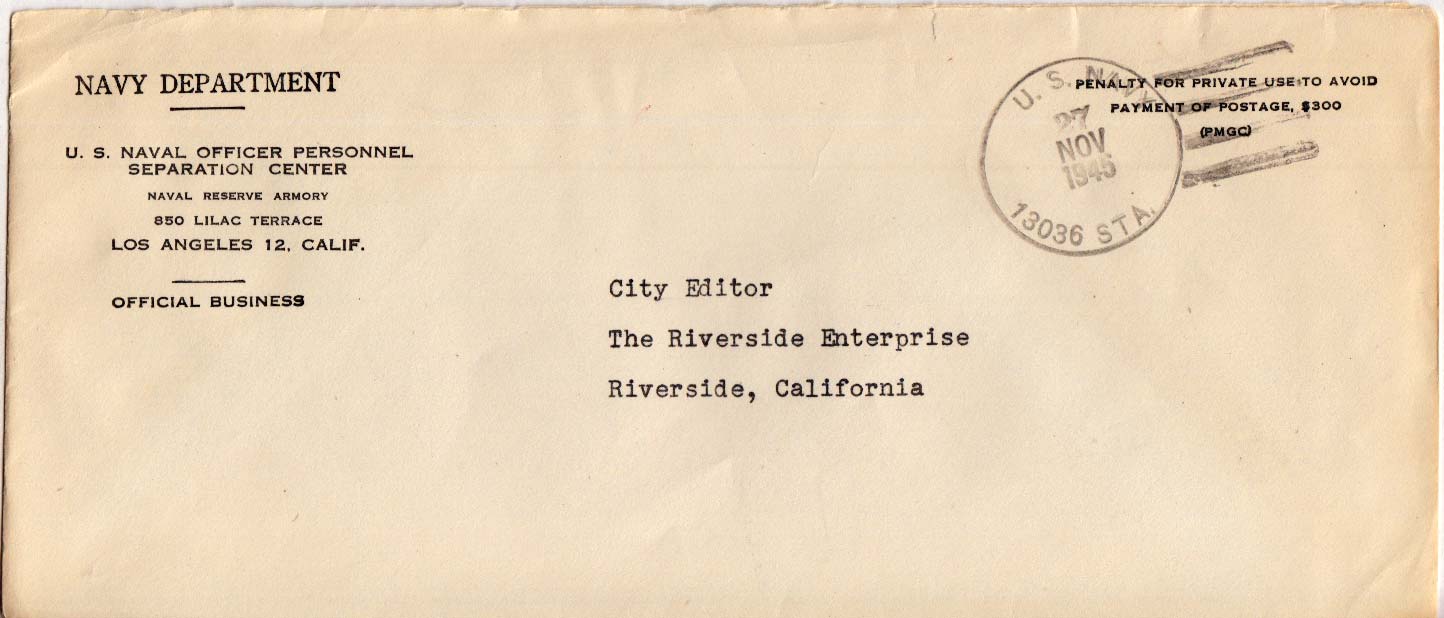 NAVY DEPARTMENT
U. S. NAVAL OFFICER PERSONNEL
SEPARATION CENTER
NAVAL RESERVE ARMORY
850 LILAC TERRACE
LOS ANGELES 12, CALIF.
OFFICIAL BUSINESS
U. S. NAVY
27
NOV
1945
13036 STA.
PENALTY FOR PRIVATE USE TO AVOID
PAYMENT OF POSTAGE, $300
(PMGC)
City Editor
The Riverside Enterprise
Riverside, California